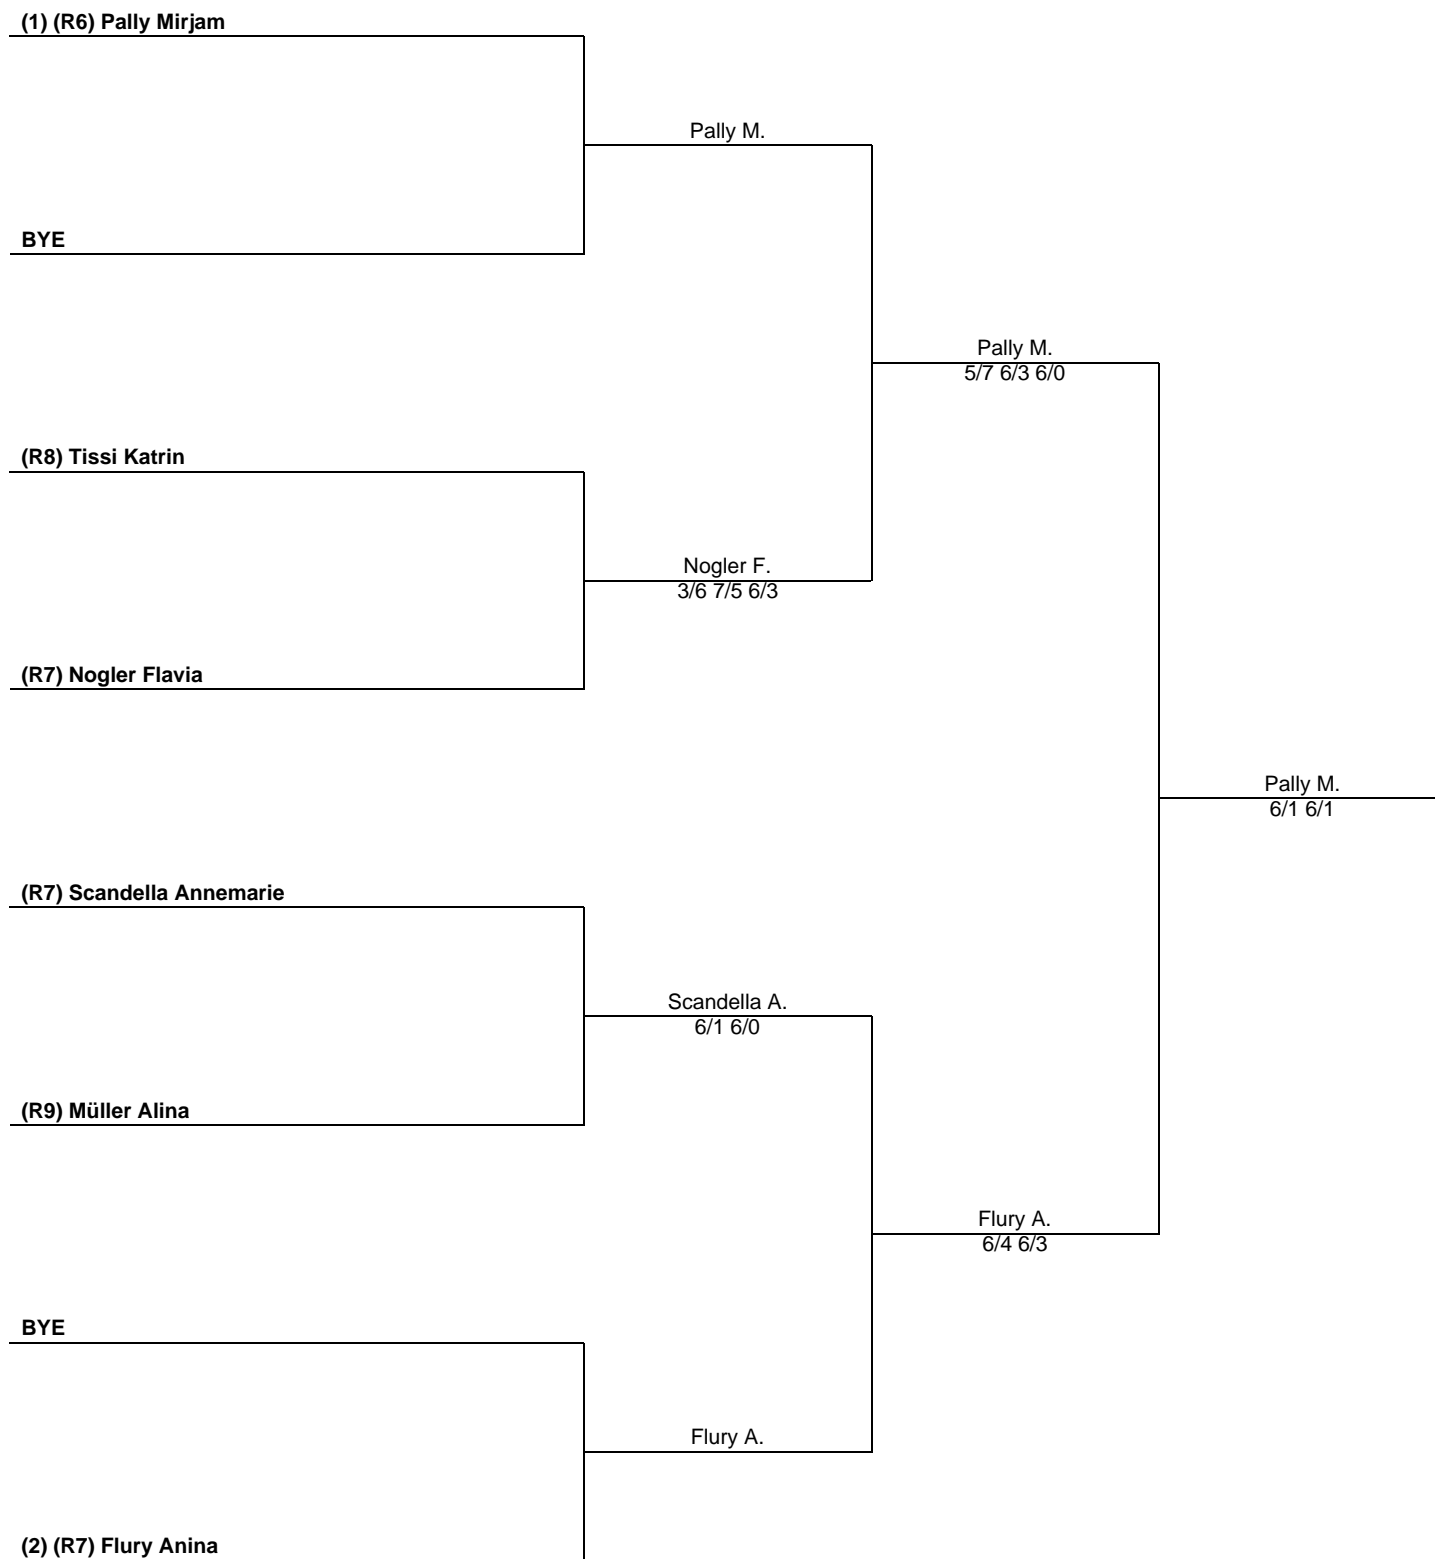 (1) (R6) Pally Mirjam
Pally M.
BYE
Pally M.
5/7 6/3 6/0
(R8) Tissi Katrin
Nogler F.
3/6 7/5 6/3
(R7) Nogler Flavia
Pally M.
6/1 6/1
(R7) Scandella Annemarie
Scandella A.
6/1 6/0
(R9) Müller Alina
Flury A.
6/4 6/3
BYE
Flury A.
(2) (R7) Flury Anina